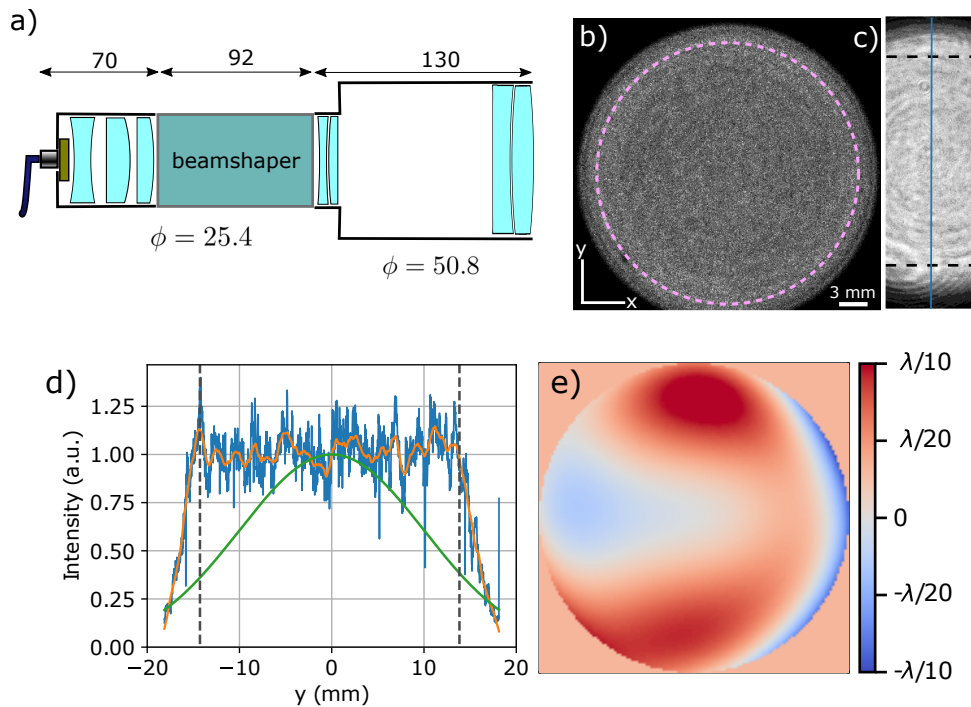 a)
70
92
130
beamshaper
ϕ = 25.4
ϕ = 50.8
b)
y
x
3 mm
c)
d)
Intensity (a.u.)
1.25
1.00
0.75
0.50
0.25
0.00
−20
−10
0
10
20
y (mm)
e)
λ/10
λ/20
0
-λ/20
-λ/10